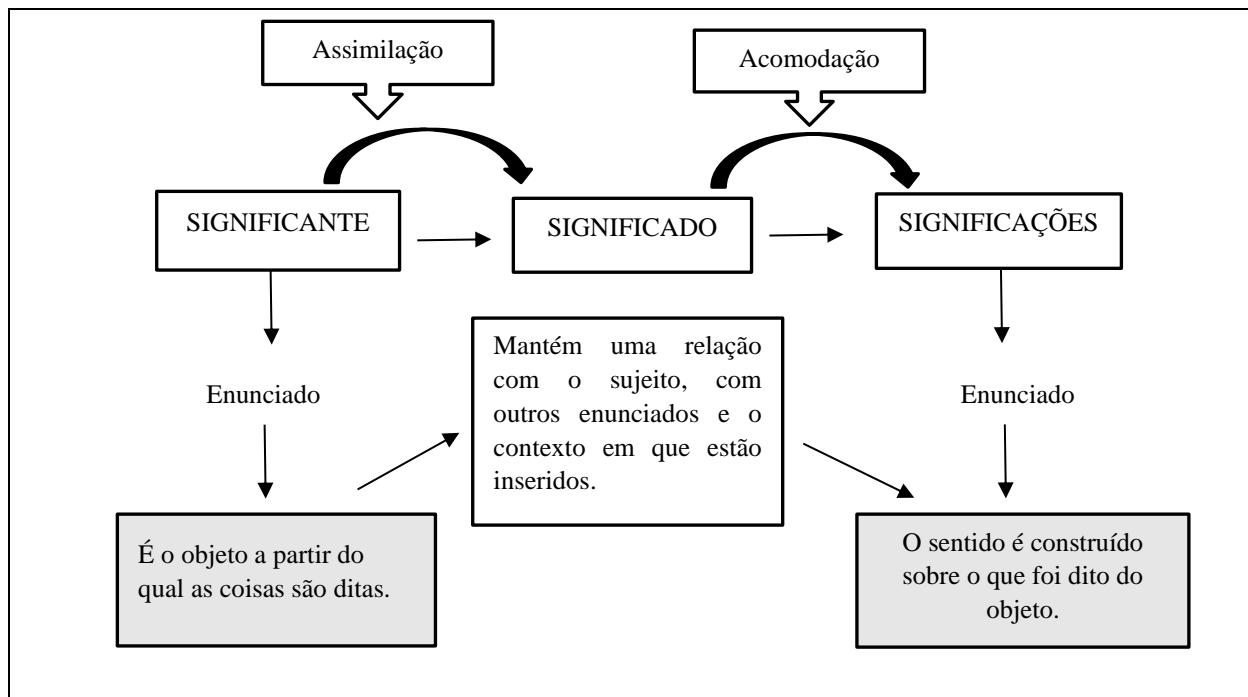 Assimilação
Acomodação
SIGNIFICANTE
SIGNIFICADO
SIGNIFICAÇÕES
Mantém uma relação
com o sujeito, com
outros enunciados e o
contexto em que estão
inseridos.
Enunciado
Enunciado
É o objeto a partir do
qual as coisas são ditas.
O sentido é construído
sobre o que foi dito do
objeto.